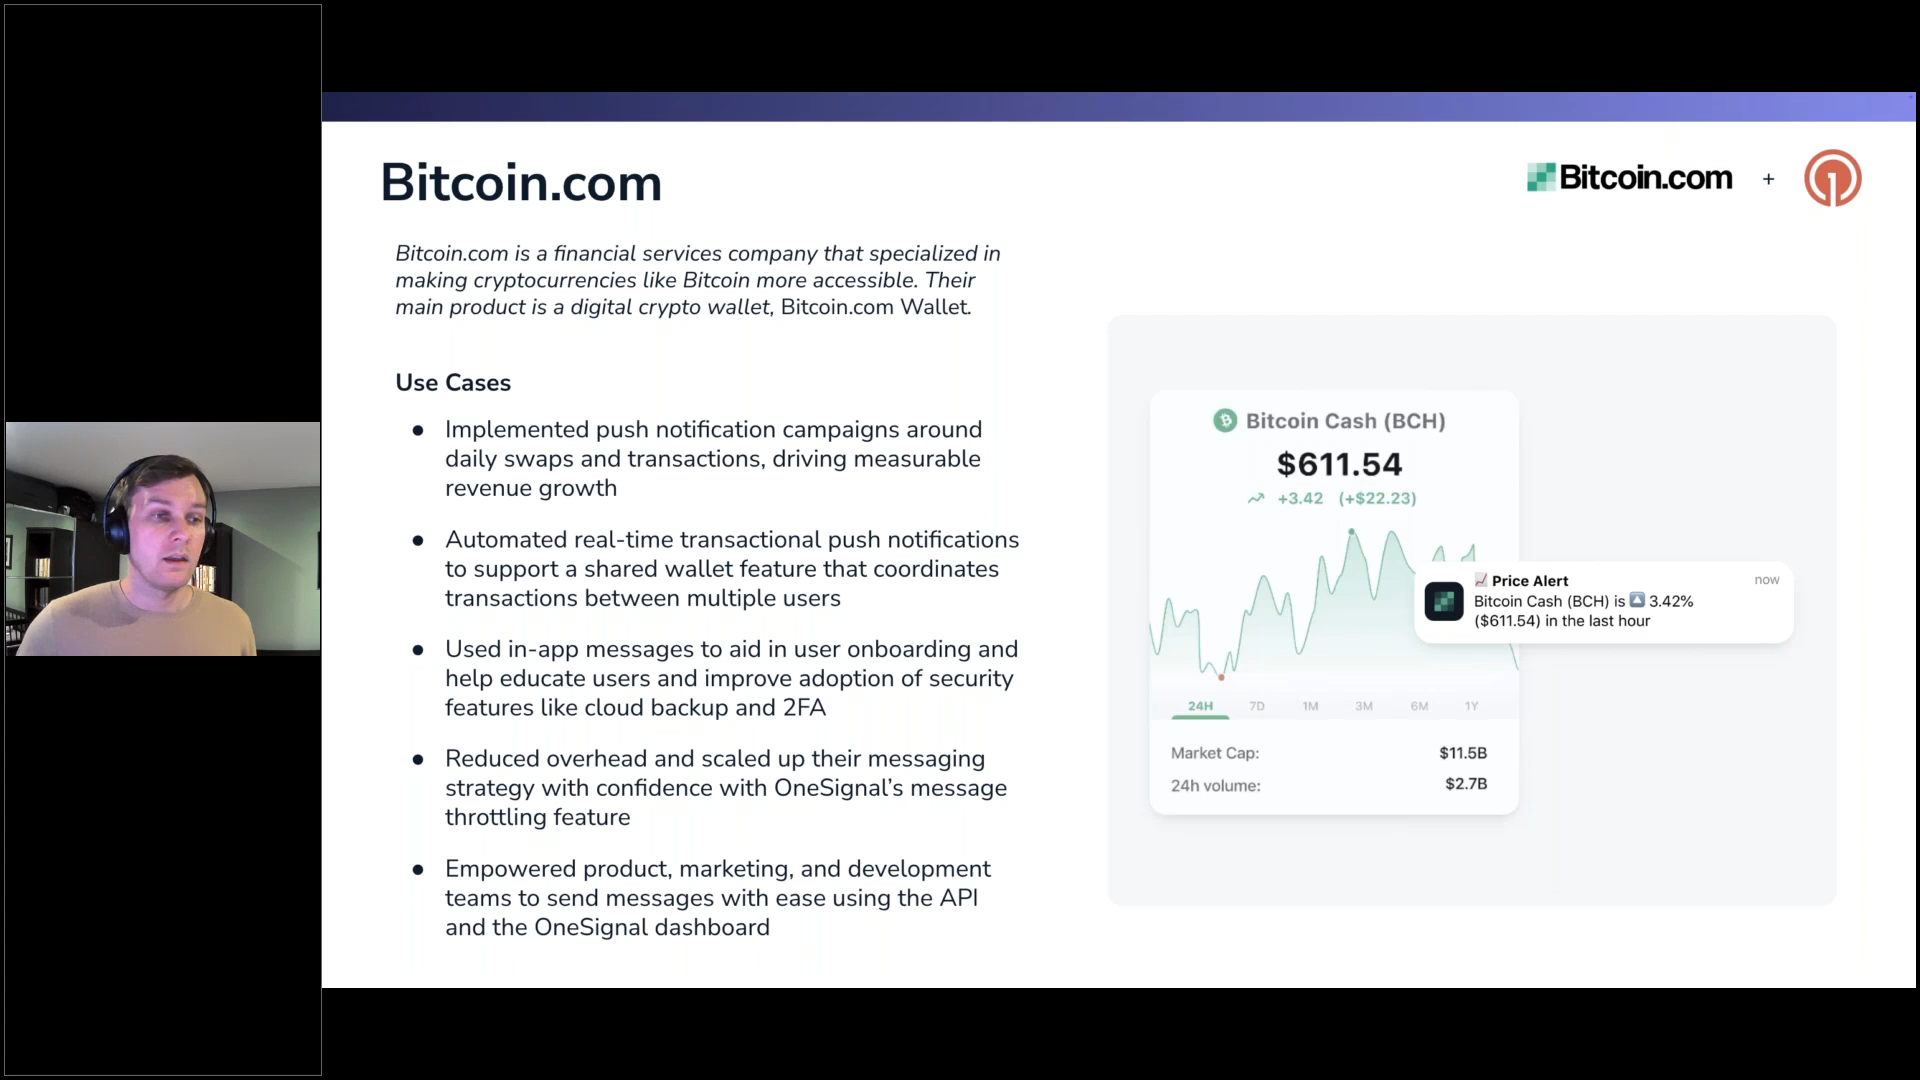 Bitcoin.com
Bitcoin.com +
Bitcoin.com is a financial services company that specialized in
making cryptocurrencies like Bitcoin more accessible. Their
main product is a digital crypto wallet, Bitcoin.com Wallet.
Use Cases
● Implemented push notification campaigns around
daily swaps and transactions, driving measurable
revenue growth
● Automated real-time transactional push notifications
to support a shared wallet feature that coordinates
transactions between multiple users
● Used in-app messages to aid in user onboarding and
help educate users and improve adoption of security
features like cloud backup and 2FA
● Reduced overhead and scaled up their messaging
strategy with confidence with OneSignal’s message
throttling feature
● Empowered product, marketing, and development
teams to send messages with ease using the API
and the OneSignal dashboard
Bitcoin Cash (BCH)
$611.54
+3.42 (+$22.23)
📈 Price Alert now
Bitcoin Cash (BCH) is 🔼 3.42%
($611.54) in the last hour
24H 7D 1M 3M 6M 1Y
Market Cap: $11.5B
24h volume: $2.7B